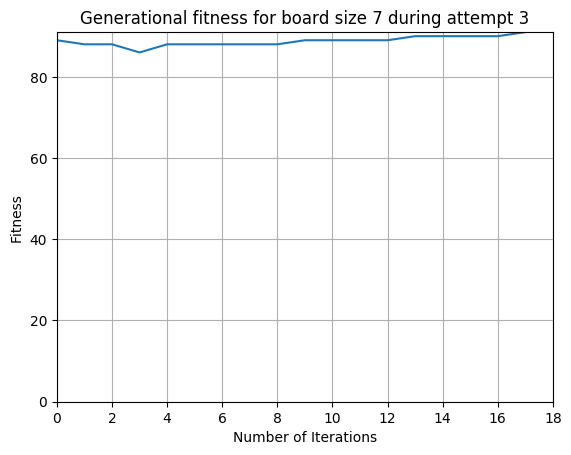 Generational fitness for board size 7 during attempt 3
80
60
40
20
0
Fitness
0 2 4 6 8 10 12 14 16 18
Number of Iterations